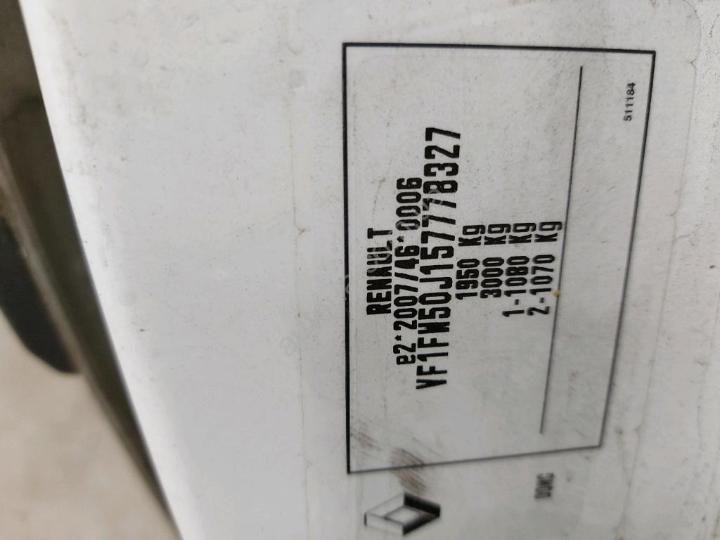 RENAULT
e2*2007/46*0006
VF1FW50J157778327
1950 Kg
3000 Kg
1-1080 Kg
2-1070 Kg
511184